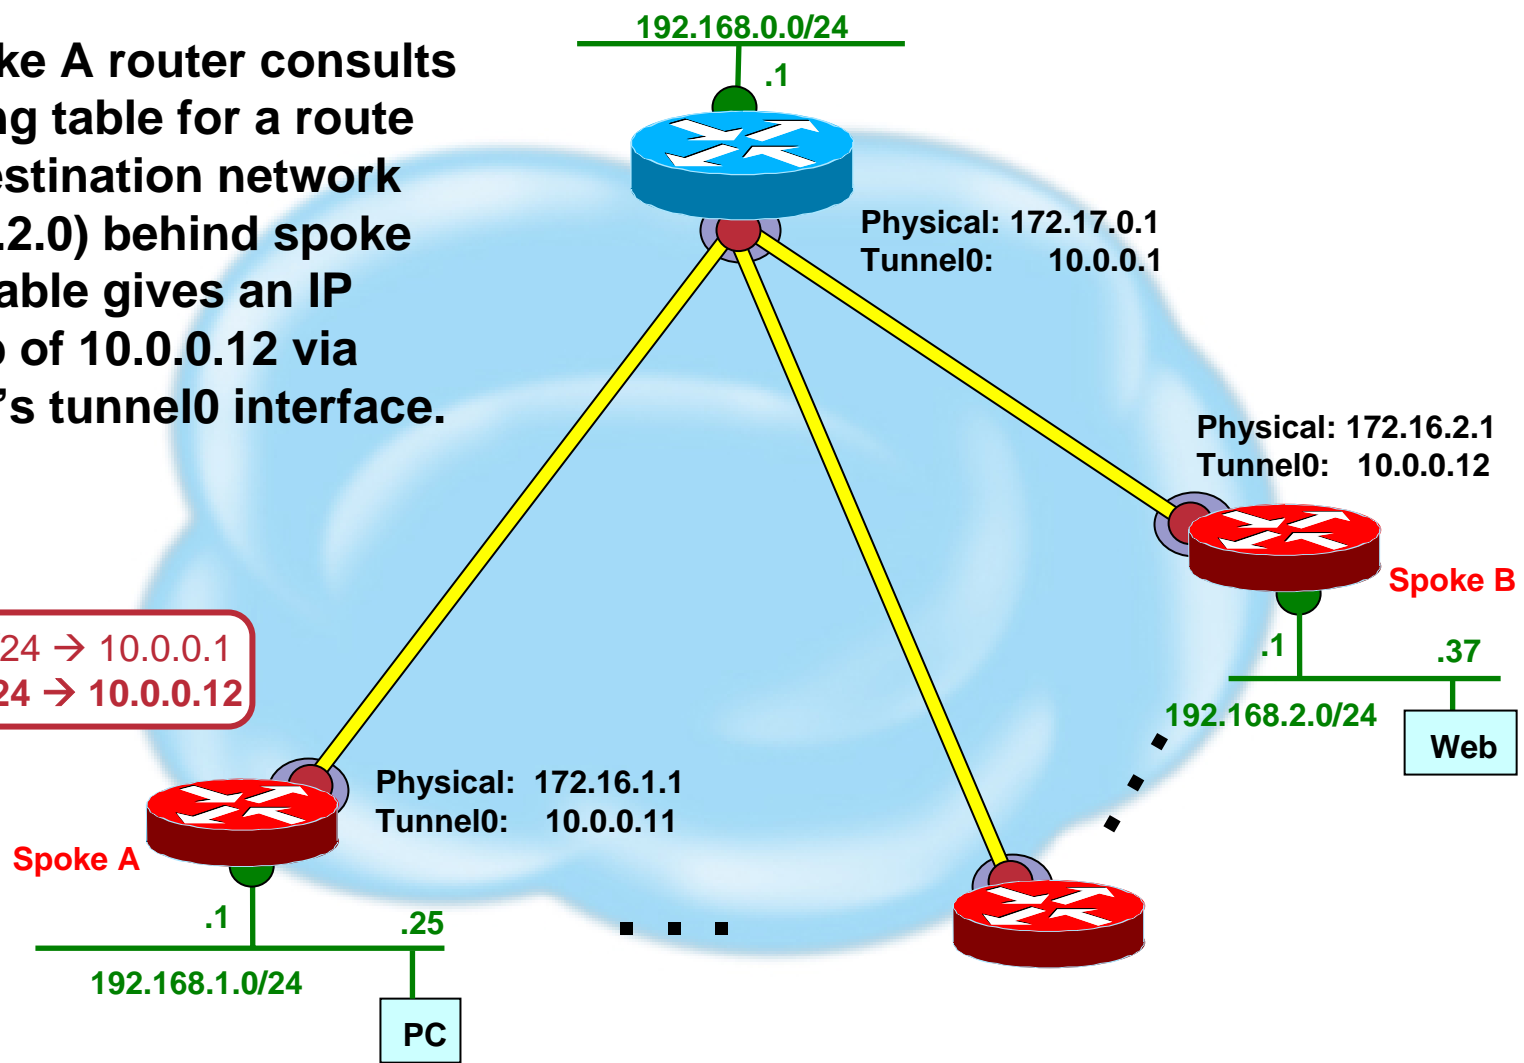 192.168.0.0/24
.1
ke A router consults
ng table for a route
estination network
.2.0) behind spoke
able gives an IP
of 10.0.0.12 via
’s tunnel0 interface.
Physical: 172.17.0.1
Tunnel0: 10.0.0.1
Physical: 172.16.2.1
Tunnel0: 10.0.0.12
Spoke B
.1
.37
192.168.2.0/24
Web
24 → 10.0.0.1
24 → 10.0.0.12
Physical: 172.16.1.1
Tunnel0: 10.0.0.11
Spoke A
.1
.25
192.168.1.0/24
PC
. . .